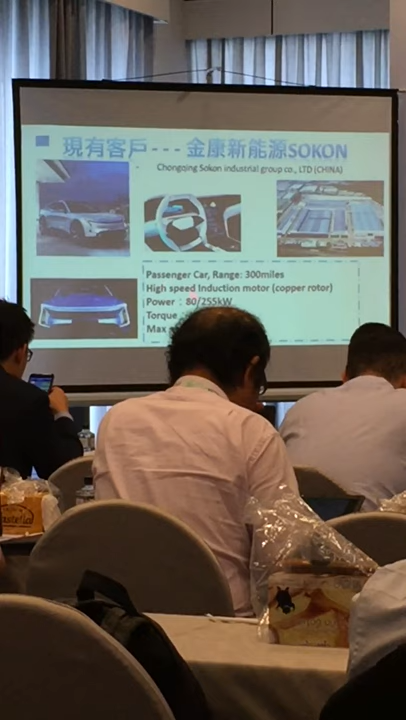 現有客戶---金康新能源SOKON
Chongqing Sokon industrial group co., LTD (CHINA)
Passenger Car, Range: 300miles
High speed Induction motor (copper rotor)
Power : 80/255kW
Torque
Max